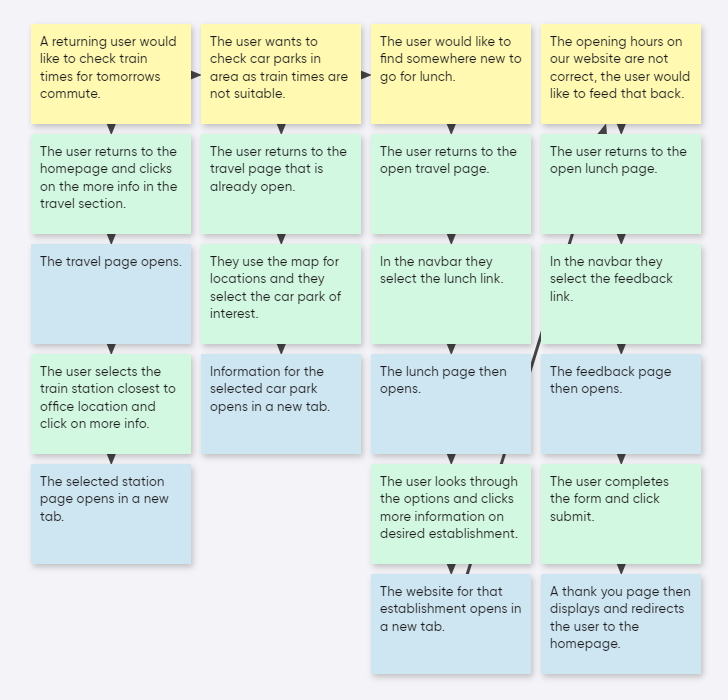 A returning user would
like to check train
times for tomorrows
commute.
The user returns to the
homepage and clicks
on the more info in the
travel section.
The travel page opens.
The user selects the
train station closest to
office location and
click on more info.
The selected station
page opens in a new
tab.
The user wants to
check car parks in
area as train times are
not suitable.
The user returns to the
travel page that is
already open.
They use the map for
locations and they
select the car park of
interest.
Information for the
selected car park
opens in a new tab.
The user would like to
find somewhere new to
go for lunch.
The user returns to the
open travel page.
In the navbar they
select the lunch link.
The lunch page then
opens.
The user looks through
the options and clicks
more information on
desired establishment.
The website for that
establishment opens in
a new tab.
The opening hours on
our website are not
correct, the user would
like to feed that back.
The user returns to the
open lunch page.
In the navbar they
select the feedback
link.
The feedback page
then opens.
The user completes
the form and click
submit.
A thank you page then
displays and redirects
the user to the
homepage.